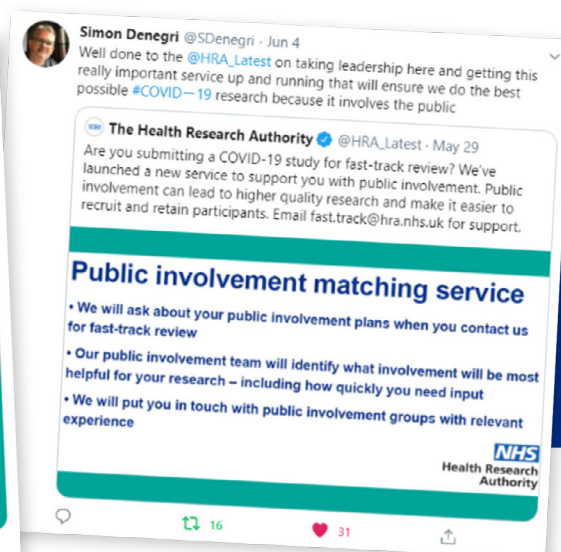 Simon Denegri @SDenegri · Jun 4
Well done to the @HRA_Latest on taking leadership here and getting this
really important service up and running that will ensure we do the best
possible #COVID—19 research because it involves the public
The Health Research Authority @HRA_Latest · May 29
Are you submitting a COVID-19 study for fast-track review? We've
launched a new service to support you with public involvement. Public
involvement can lead to higher quality research and make it easier to
recruit and retain participants. Email fast.track@hra.nhs.uk for support.
Public involvement matching service
• We will ask about your public involvement plans when you contact us
for fast-track review
• Our public involvement team will identify what involvement will be most
helpful for your research – including how quickly you need input
• We will put you in touch with public involvement groups with relevant
experience
NHS
Health Research
Authority
16
31